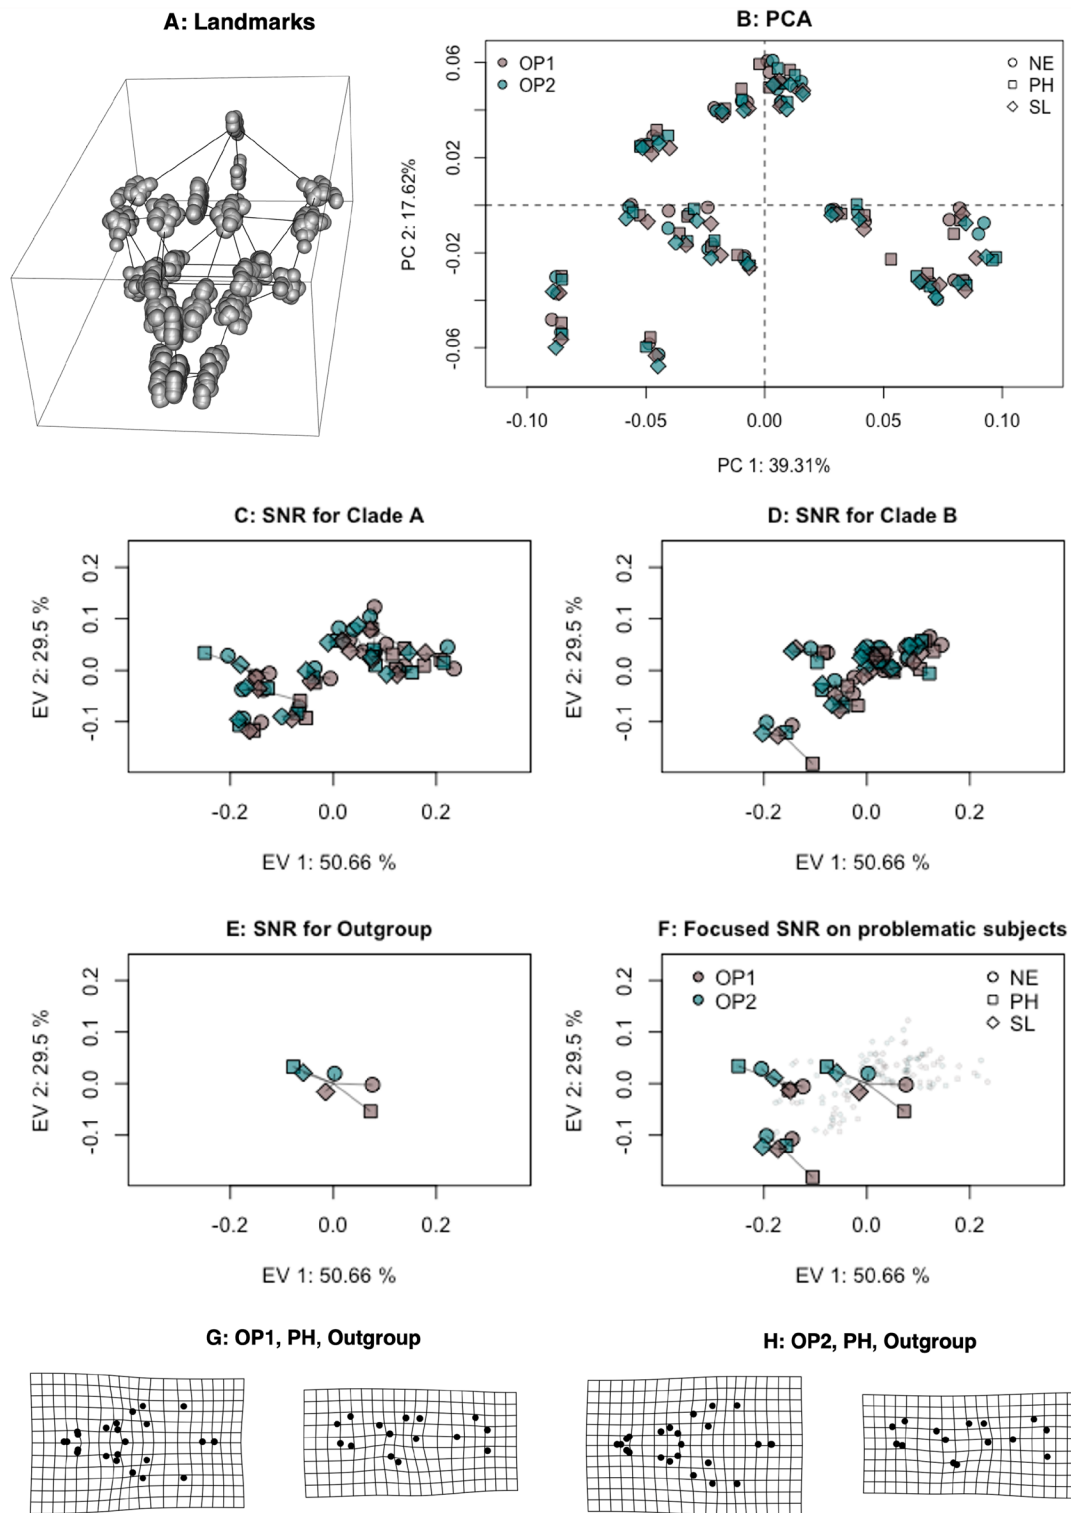 A: Landmarks
B: PCA
OP1
OP2
NE
PH
SL
0.06
0.02
-0.02
-0.06
PC 2: 17.62%
-0.10
-0.05
0.00
0.05
0.10
PC 1: 39.31%
C: SNR for Clade A
0.2
0.1
0.0
-0.1
EV 2: 29.5 %
-0.2
0.0
0.2
EV 1: 50.66 %
D: SNR for Clade B
0.2
0.1
0.0
-0.1
EV 2: 29.5 %
-0.2
0.0
0.2
EV 1: 50.66 %
E: SNR for Outgroup
0.2
0.1
0.0
-0.1
EV 2: 29.5 %
-0.2
0.0
0.2
EV 1: 50.66 %
F: Focused SNR on problematic subjects
OP1
OP2
NE
PH
SL
0.2
0.1
0.0
-0.1
EV 2: 29.5 %
-0.2
0.0
0.2
EV 1: 50.66 %
G: OP1, PH, Outgroup
H: OP2, PH, Outgroup